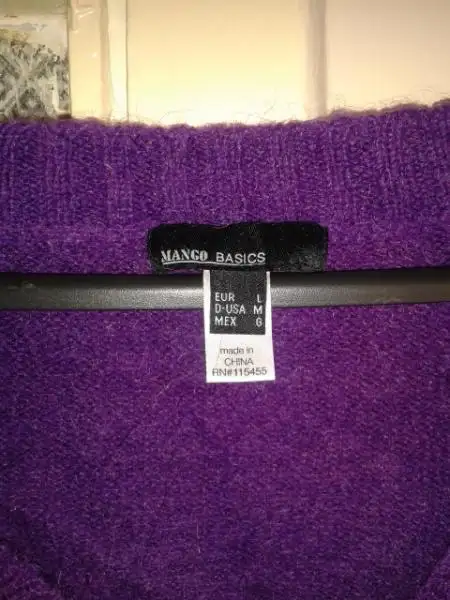 MANGO BASICS
EUR L
D-USA M
MEX G
made in
CHINA
RN#115455